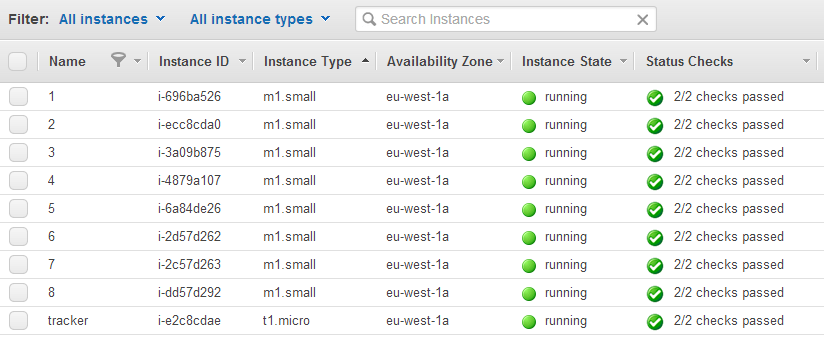 Filter: All instances All instance types Search Instances
Name Instance ID Instance Type Availability Zone Instance State Status Checks
1 i-696ba526 m1.small eu-west-1a running 2/2 checks passed
2 i-ecc8cda0 m1.small eu-west-1a running 2/2 checks passed
3 i-3a09b875 m1.small eu-west-1a running 2/2 checks passed
4 i-4879a107 m1.small eu-west-1a running 2/2 checks passed
5 i-6a84de26 m1.small eu-west-1a running 2/2 checks passed
6 i-2d57d262 m1.small eu-west-1a running 2/2 checks passed
7 i-2c57d263 m1.small eu-west-1a running 2/2 checks passed
8 i-dd57d292 m1.small eu-west-1a running 2/2 checks passed
tracker i-e2c8cdae t1.micro eu-west-1a running 2/2 checks passed